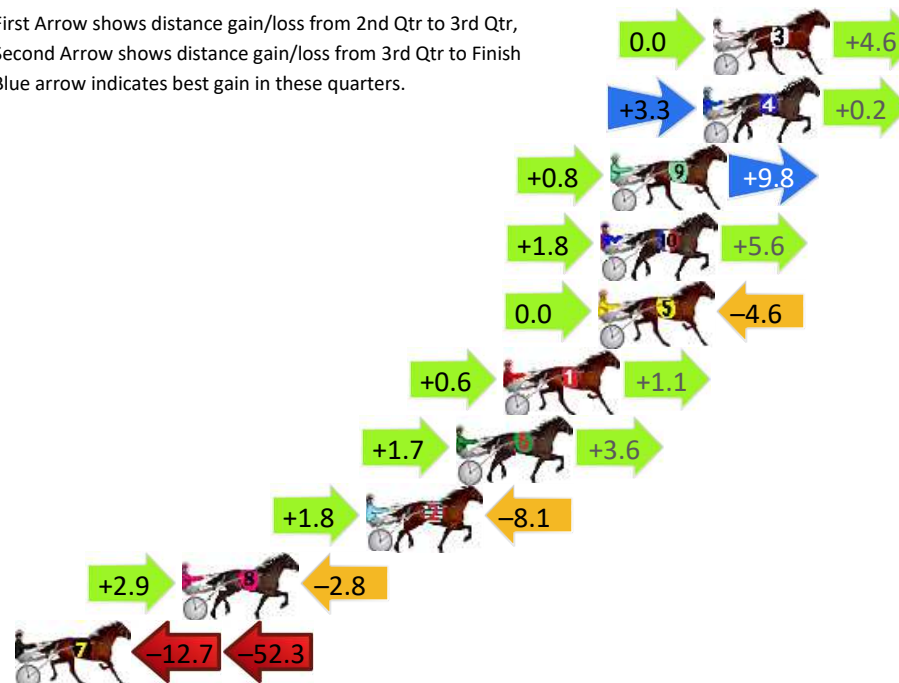 First Arrow shows distance gain/loss from 2nd Qtr to 3rd Qtr,
Second Arrow shows distance gain/loss from 3rd Qtr to Finish
Blue arrow indicates best gain in these quarters.
0.0 3 +4.6
+3.3 4 +0.2
+0.8 9 +9.8
+1.8 10 +5.6
0.0 5 –4.6
+0.6 1 +1.1
+1.7 6 +3.6
+1.8 2 –8.1
+2.9 8 –2.8
7 –12.7 –52.3